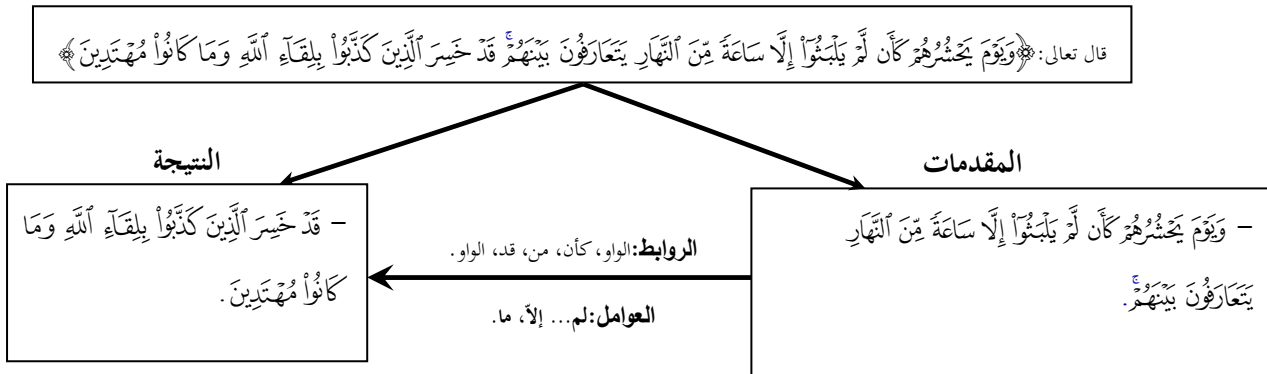 قال تعالى: ﴿وَيَوْمَ يَحْشُرُهُمْ كَأَن لَّمْ يَلْبَثُوٓا۟ إِلَّا سَاعَةً مِّنَ ٱلنَّهَارِ يَتَعَارَفُونَ بَيْنَهُمْۚ قَدْ خَسِرَ ٱلَّذِينَ كَذَّبُوا۟ بِلِقَآءِ ٱللَّهِ وَمَا كَانُوا۟ مُهْتَدِينَ﴾
المقدمات
النتيجة
– وَيَوْمَ يَحْشُرُهُمْ كَأَن لَّمْ يَلْبَثُوٓا۟ إِلَّا سَاعَةً مِّنَ ٱلنَّهَارِ
يَتَعَارَفُونَ بَيْنَهُمْۚ.
الروابط:الواو، كأن، من، قد، الواو.
العوامل:لم... إلاّ، ما.
– قَدْ خَسِرَ ٱلَّذِينَ كَذَّبُوا۟ بِلِقَآءِ ٱللَّهِ وَمَا
كَانُوا۟ مُهْتَدِينَ.